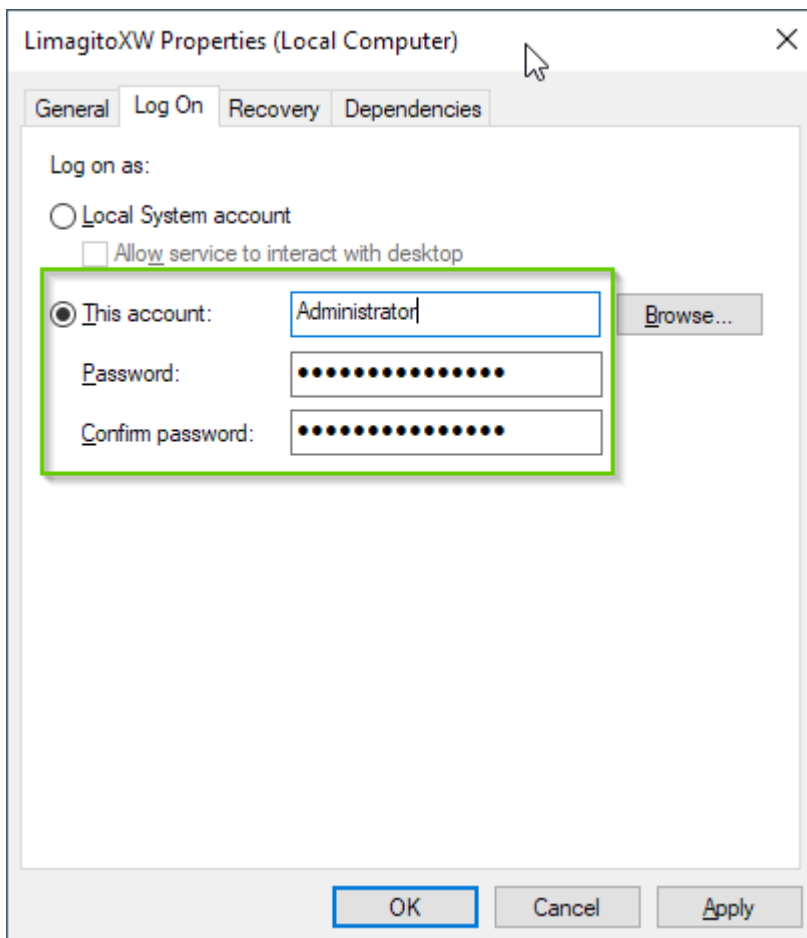 LimagitoXW Properties (Local Computer)
General Log On Recovery Dependencies
Log on as:
Local System account
Allow service to interact with desktop
This account: Administrator Browse...
Password: ●●●●●●●●●●●●●●●
Confirm password: ●●●●●●●●●●●●●●●
OK Cancel Apply